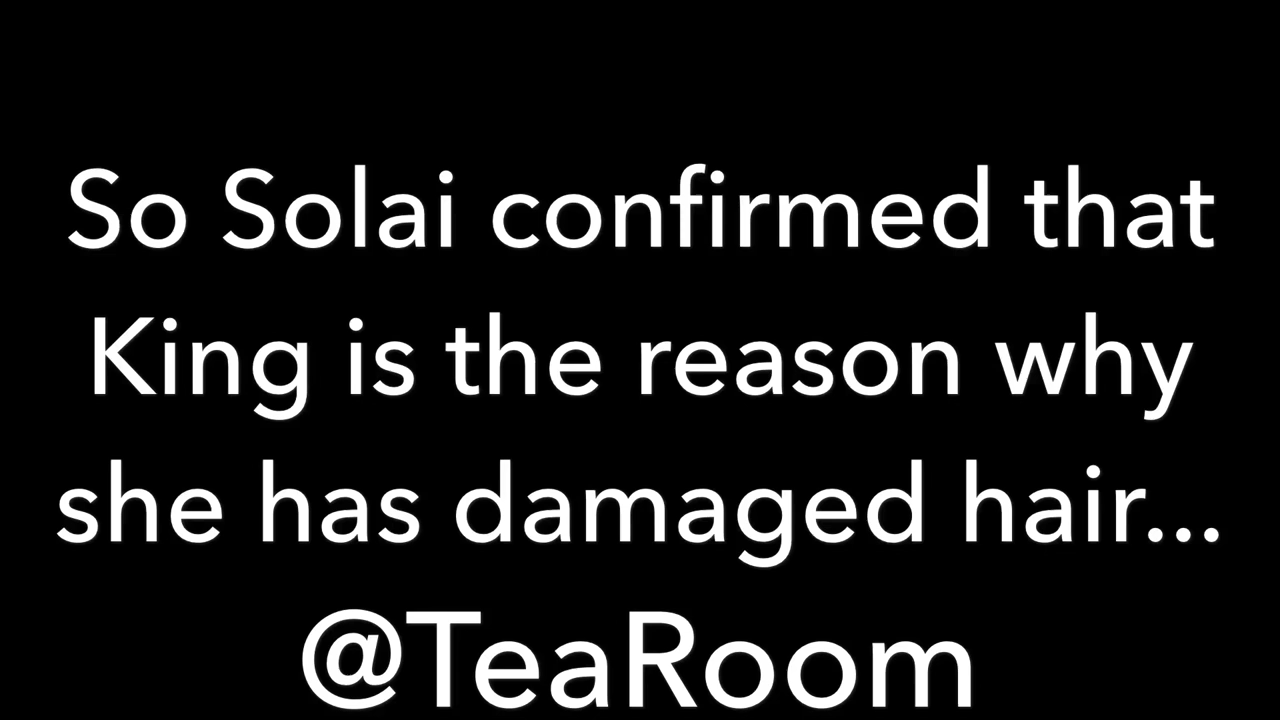 So Solai confirmed that
King is the reason why
she has damaged hair...
@TeaRoom